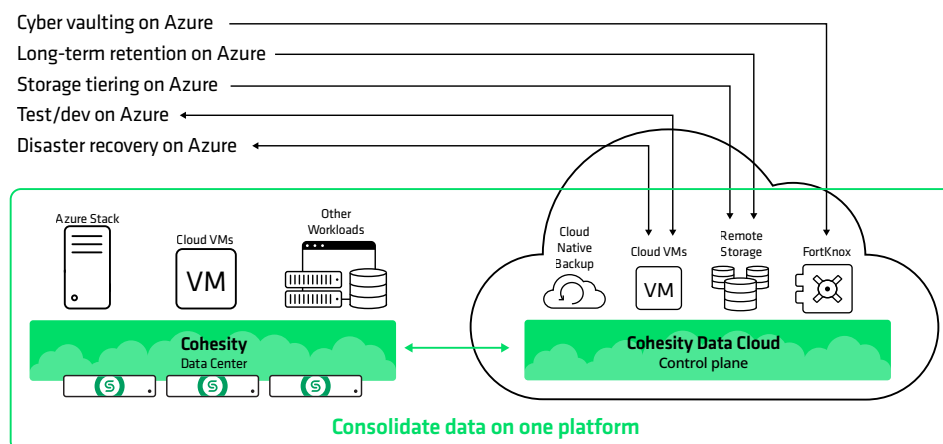 Cyber vaulting on Azure
Long-term retention on Azure
Storage tiering on Azure
Test/dev on Azure
Disaster recovery on Azure
Azure Stack
Cloud VMs
VM
Other
Workloads
Cloud
Native
Backup
Cloud VMs
VM
Remote
Storage
FortKnox
Cohesity
Data Center
S S S
Cohesity Data Cloud
Control plane
Consolidate data on one platform